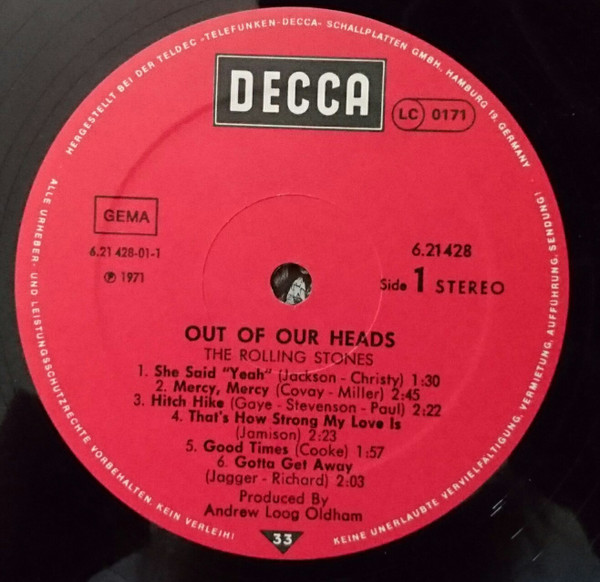 HERGESTELLT BEI DER TELDEC »TELEFUNKEN-DECCA« SCHALLPLATTEN GMBH., HAMBURG 19, GERMANY
DECCA
LC 0171
GEMA
6.21 428-01-1
℗ 1971
6.21428
Side 1 STEREO
OUT OF OUR HEADS
THE ROLLING STONES
1. She Said "Yeah" (Jackson - Christy) 1:30
2. Mercy, Mercy (Covay - Miller) 2:45
3. Hitch Hike (Gaye - Stevenson - Paul) 2:22
4. That's How Strong My Love Is
(Jamison) 2:23
5. Good Times (Cooke) 1:57
6. Gotta Get Away
(Jagger - Richard) 2:03
Produced By
Andrew Loog Oldham
33
ALLE URHEBER- UND LEISTUNGSSCHUTZRECHTE VORBEHALTEN. KEIN VERLEIH!
KEINE UNERLAUBTE VERVIELFÄLTIGUNG, VERMIETUNG, AUFFÜHRUNG, SENDUNG!